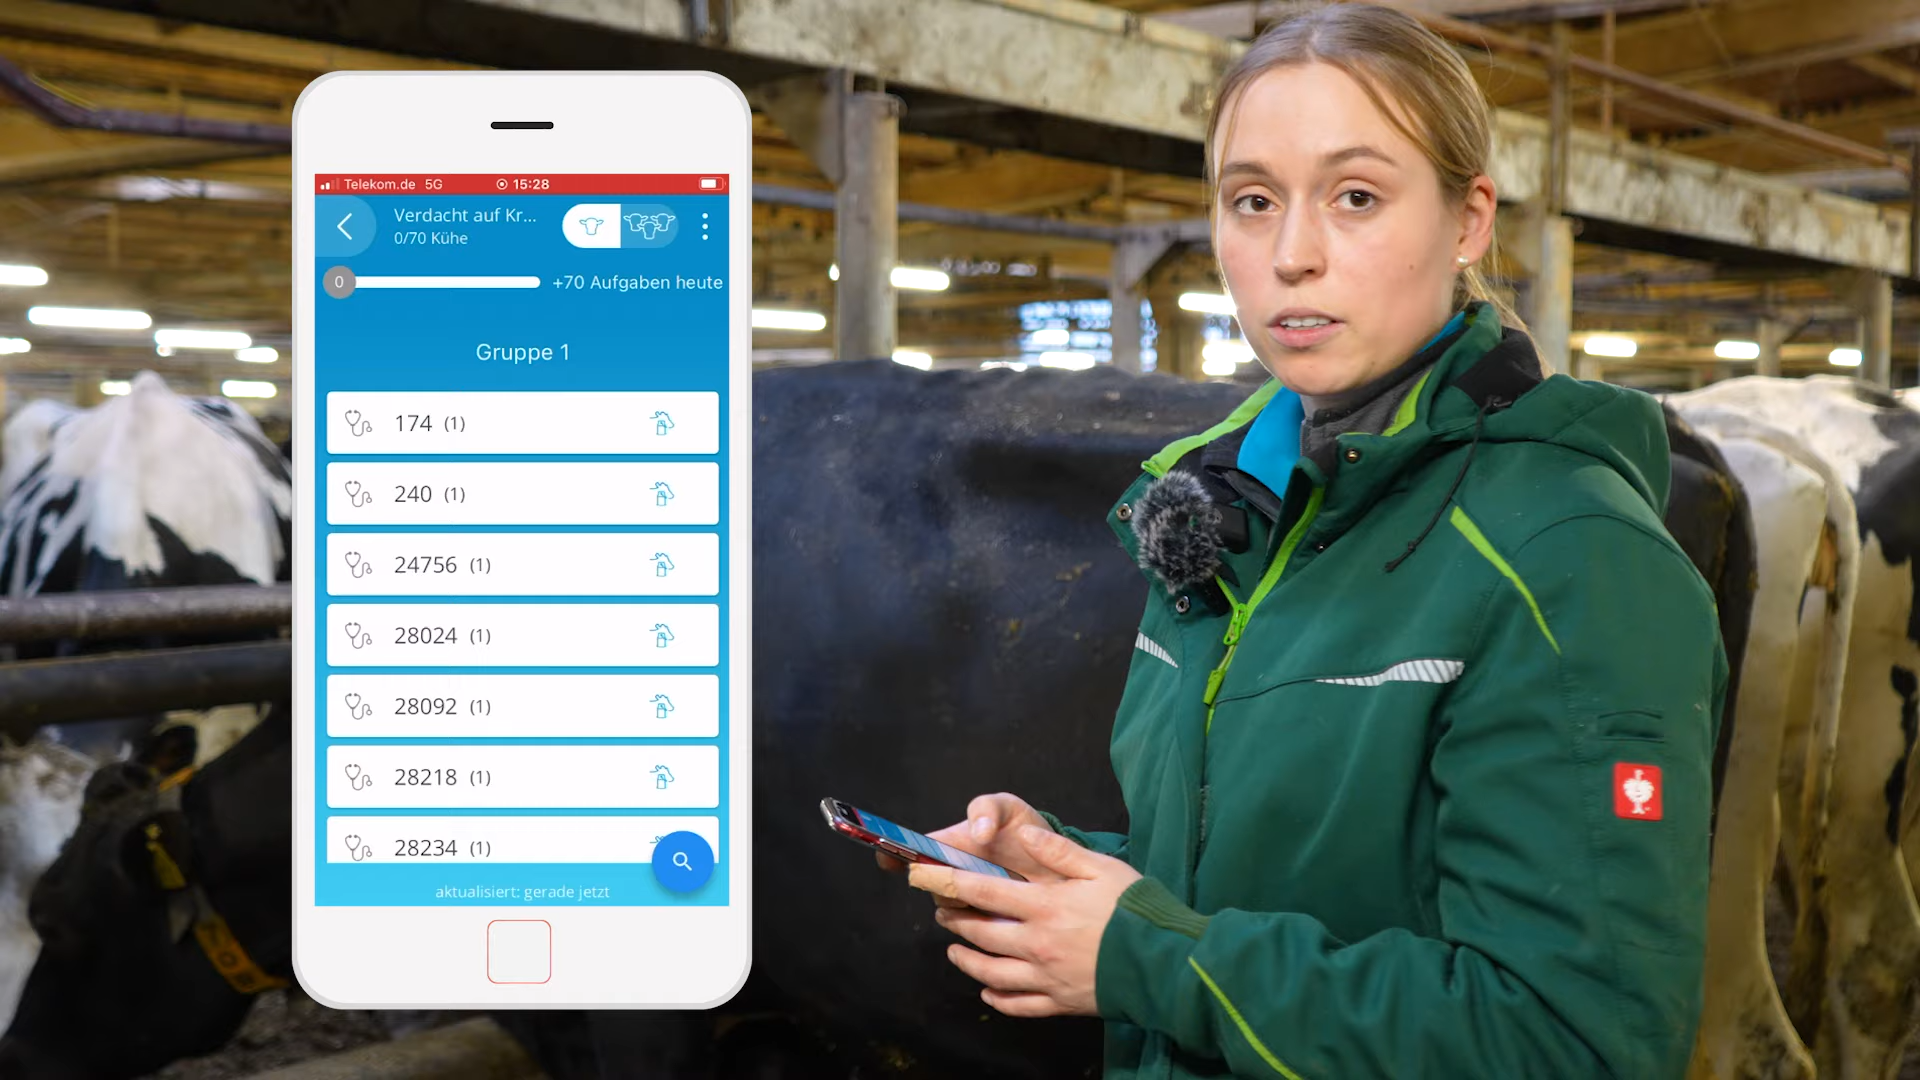 Telekom.de 5G 15:28
Verdacht auf Kr...
0/70 Kühe
0 +70 Aufgaben heute
Gruppe 1
174 (1)
240 (1)
24756 (1)
28024 (1)
28092 (1)
28218 (1)
28234 (1)
aktualisiert: gerade jetzt